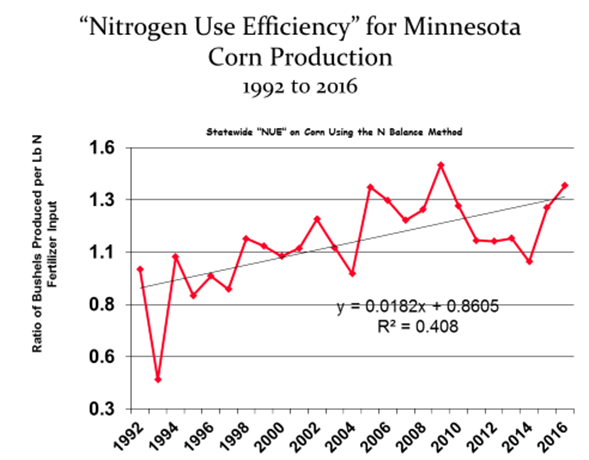 “Nitrogen Use Efficiency” for Minnesota
Corn Production
1992 to 2016
Statewide "NUE" on Corn Using the N Balance Method
Ratio of Bushels Produced per Lb N
Fertilizer Input
1.6
1.3
1.1
0.8
0.6
0.3
y = 0.0182x + 0.8605
R² = 0.408
1992
1994
1996
1998
2000
2002
2004
2006
2008
2010
2012
2014
2016